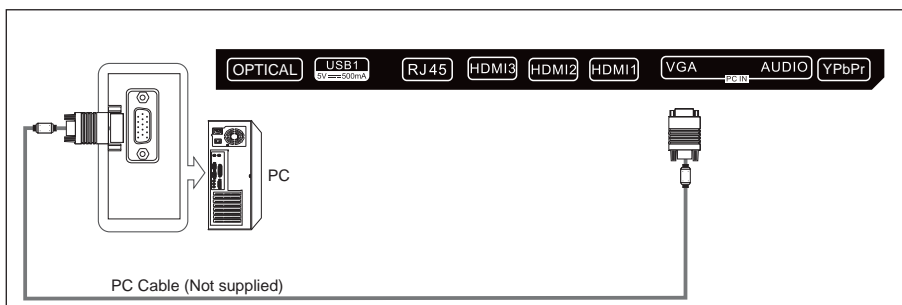 OPTICAL USB1 RJ45 HDMI3 HDMI2 HDMI1 VGA AUDIO YPbPr
5V⎓500mA PC IN
PC
PC Cable (Not supplied)